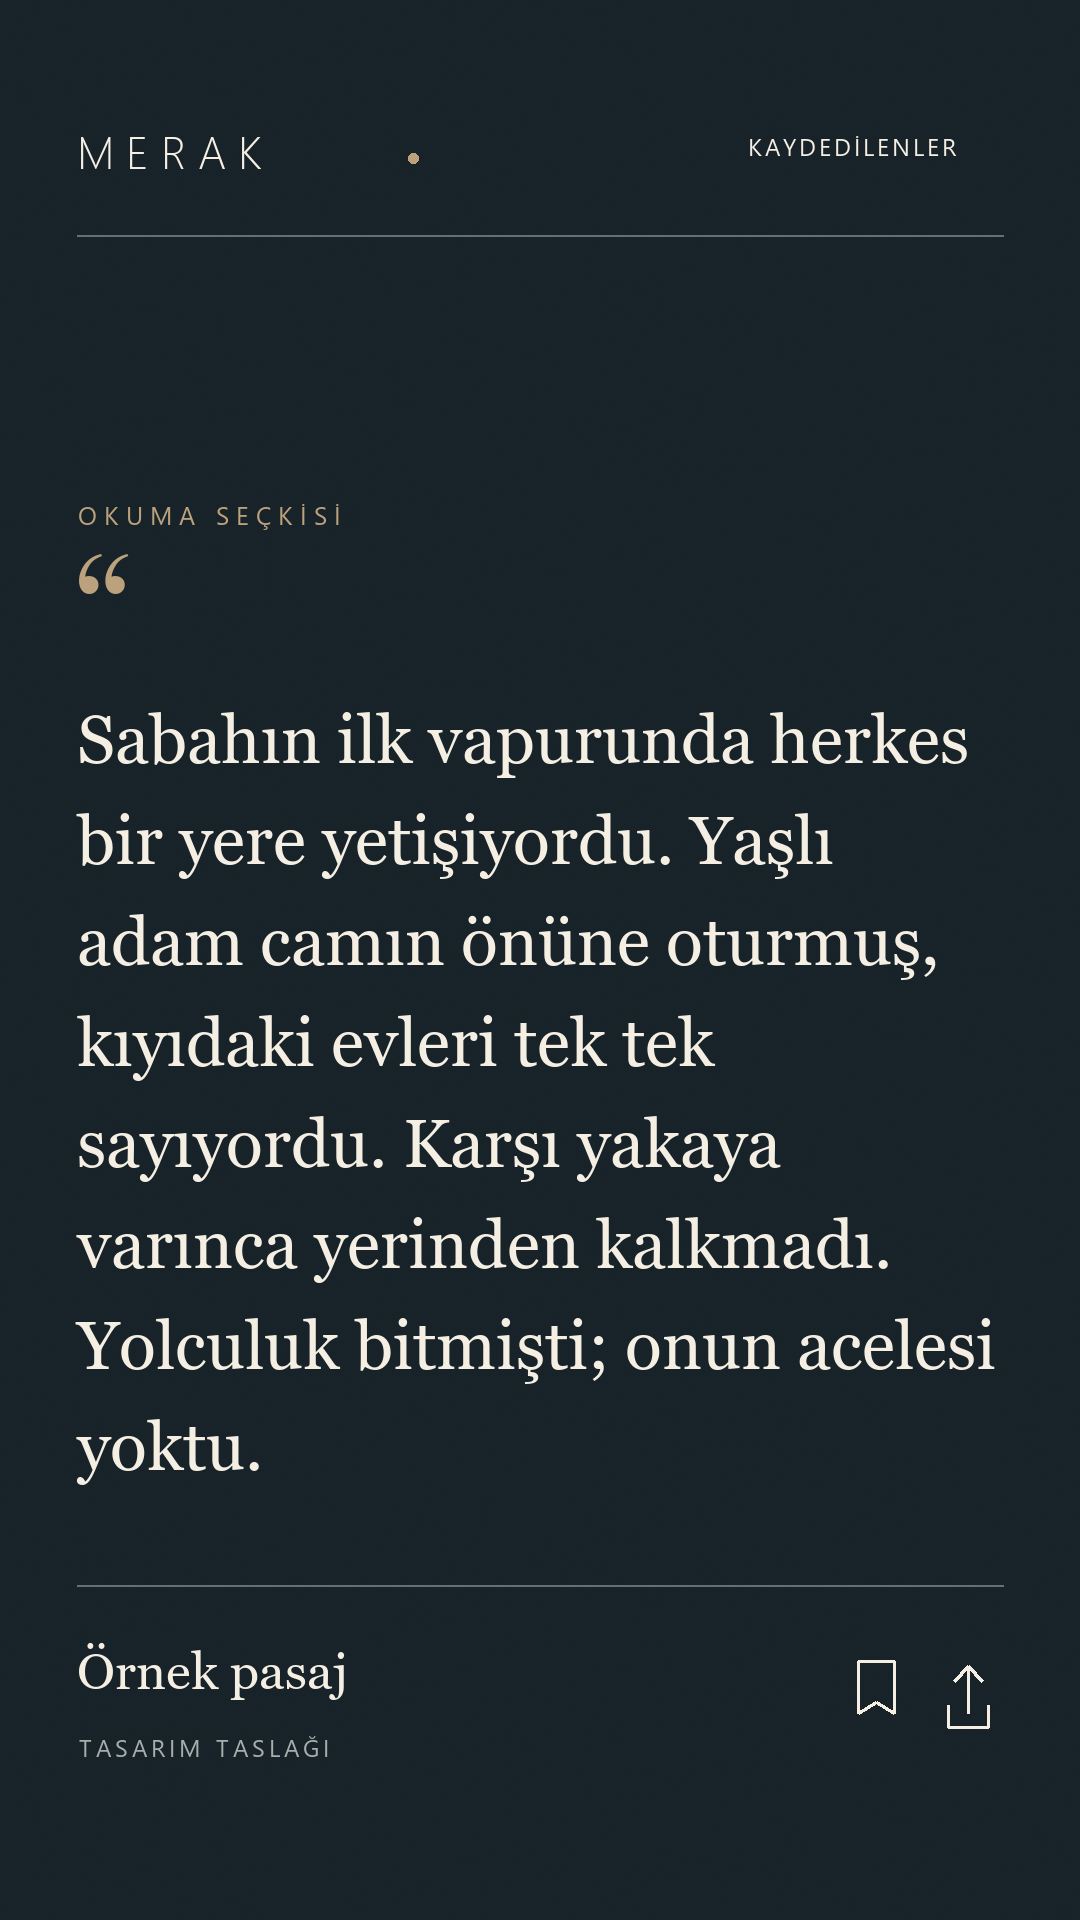 MERAK
KAYDEDİLENLER
OKUMA SEÇKİSİ
“
Sabahın ilk vapurunda herkes
bir yere yetişiyordu. Yaşlı
adam camın önüne oturmuş,
kıyıdaki evleri tek tek
sayıyordu. Karşı yakaya
varınca yerinden kalkmadı.
Yolculuk bitmişti; onun acelesi
yoktu.
Örnek pasaj
TASARIM TASLAĞI